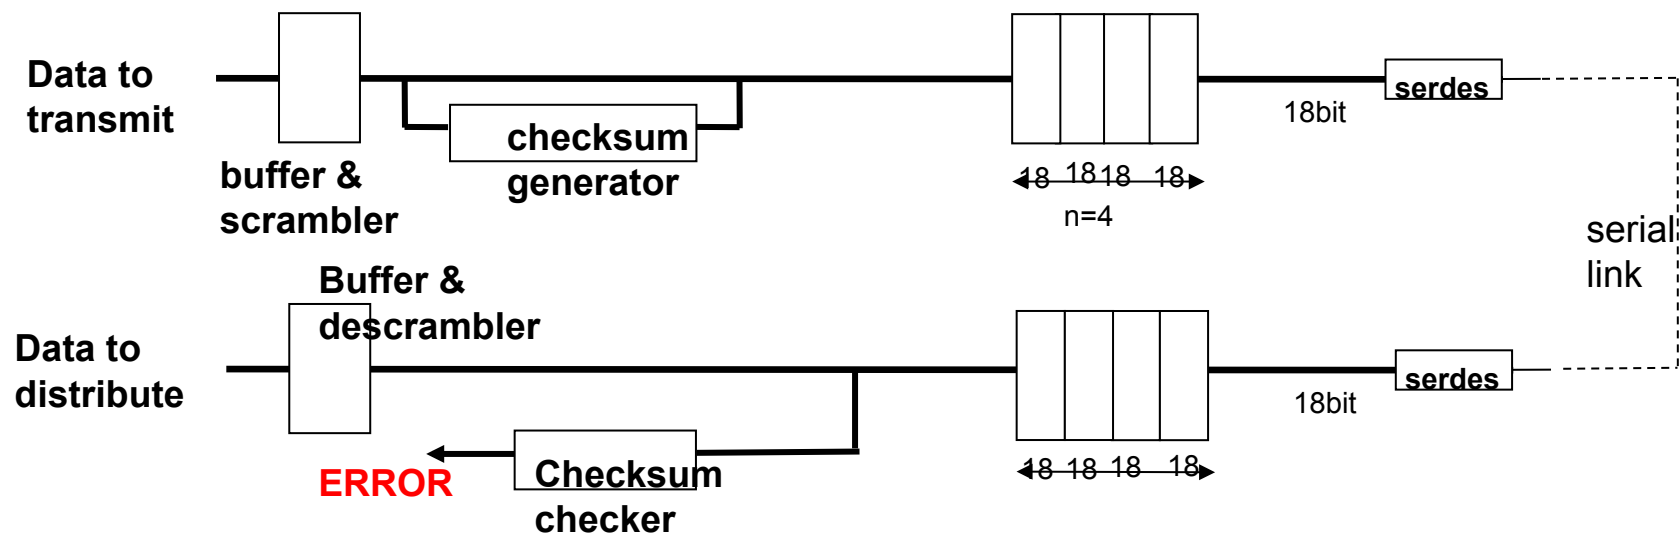 Data to
transmit
buffer &
scrambler
checksum
generator
18 18 18 18
n=4
18bit
serdes
serial
link
Buffer &
descrambler
Data to
distribute
ERROR
Checksum
checker
18 18 18 18
18bit
serdes